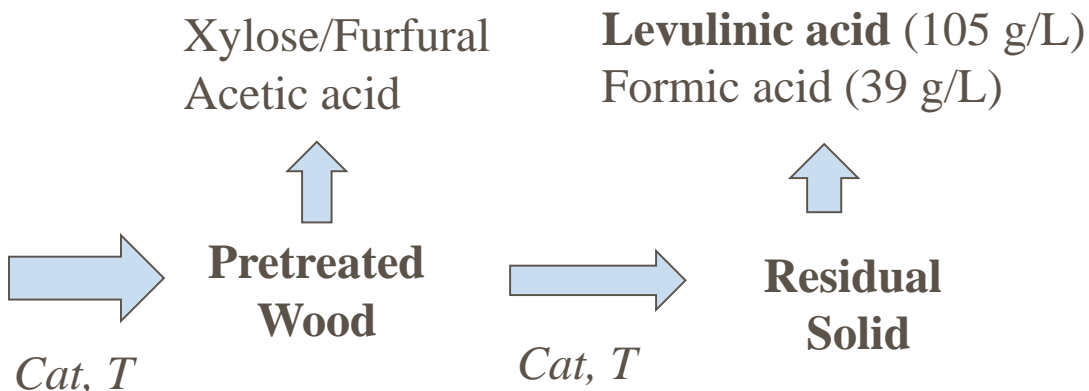 Xylose/Furfural
Acetic acid
Levulinic acid (105 g/L)
Formic acid (39 g/L)
Pretreated
Wood
Residual
Solid
Cat, T
Cat, T